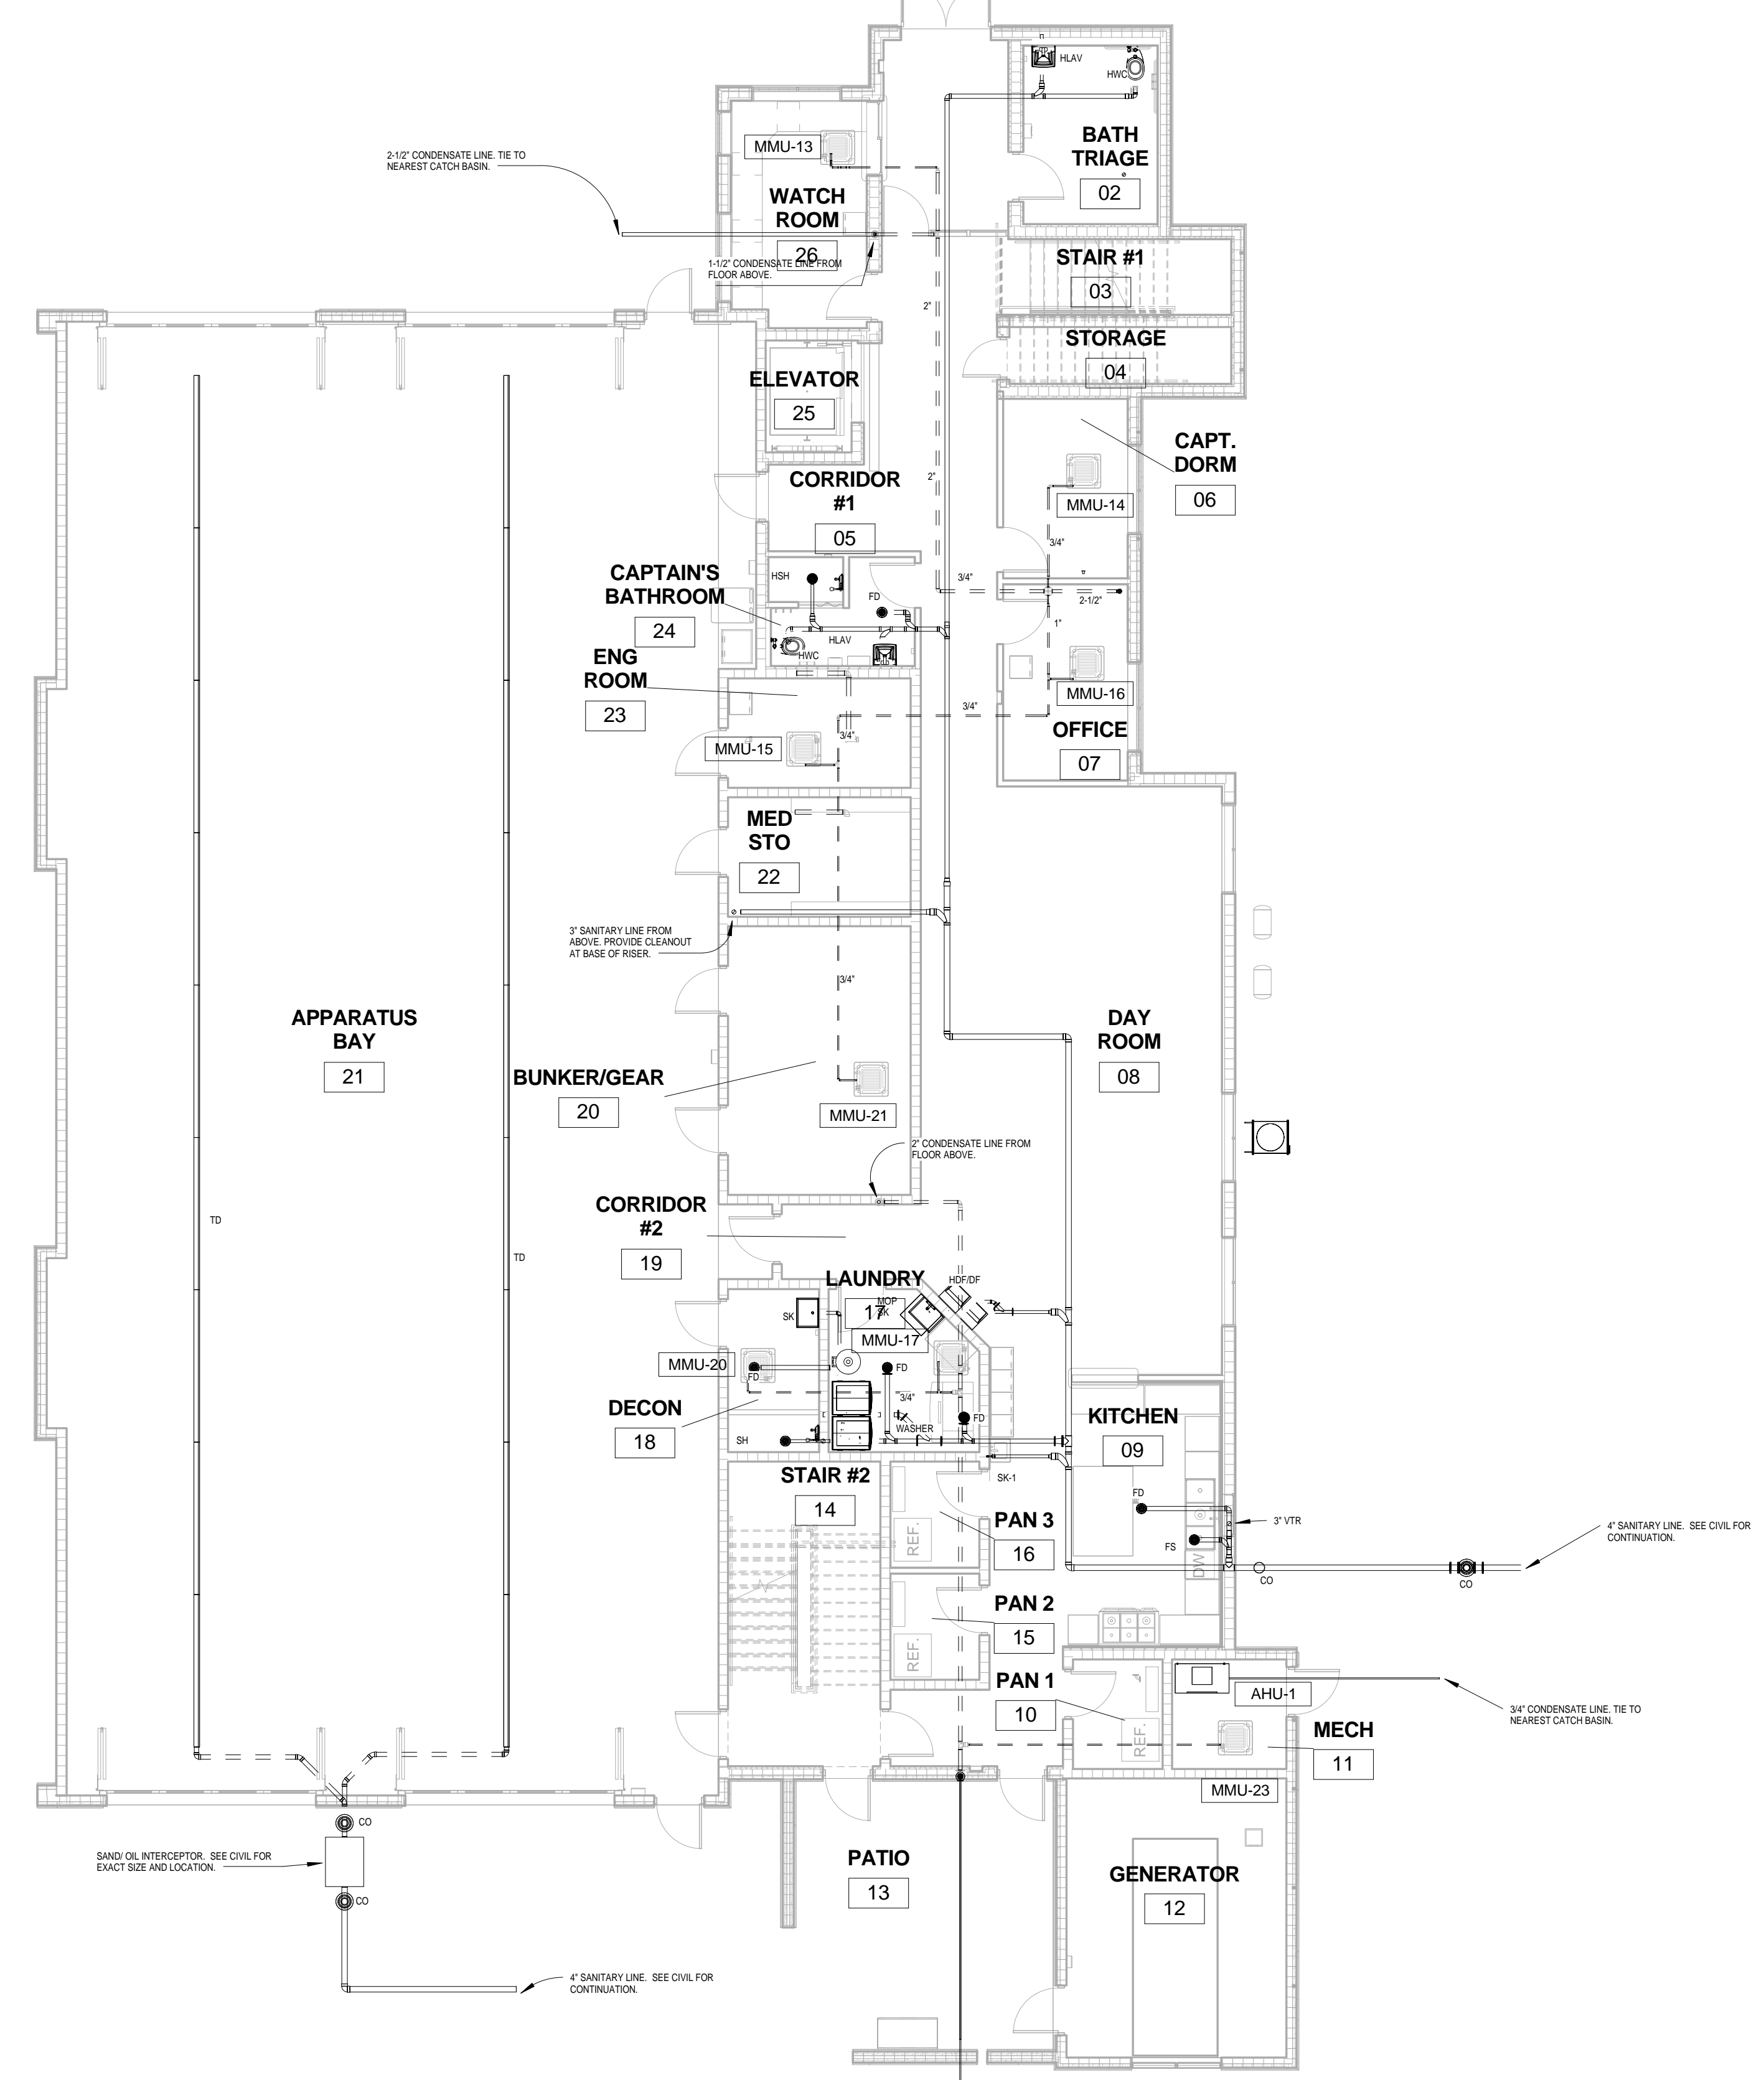 HLAV
HWC
BATH
TRIAGE
02
MMU-13
2-1/2" CONDENSATE LINE. TIE TO
NEAREST CATCH BASIN.
WATCH
ROOM
26
1-1/2" CONDENSATE LINE FROM
FLOOR ABOVE.
STAIR #1
03
2"
STORAGE
04
ELEVATOR
25
CAPT.
DORM
06
2"
CORRIDOR
#1
05
MMU-14
3/4"
CAPTAIN'S
BATHROOM
24
HSH
FD
3/4"
2-1/2"
1"
HLAV
HWC
ENG
ROOM
23
MMU-16
3/4"
OFFICE
07
MMU-15
3/4"
MED
STO
22
3" SANITARY LINE FROM
ABOVE. PROVIDE CLEANOUT
AT BASE OF RISER.
3/4"
APPARATUS
BAY
21
DAY
ROOM
08
BUNKER/GEAR
20
MMU-21
2" CONDENSATE LINE FROM
FLOOR ABOVE.
CORRIDOR
#2
19
TD
TD
LAUNDRY
17
HDF/DF
MOP
SK
SK
MMU-17
MMU-20
FD
FD
3/4"
DECON
18
WASHER
FD
SH
KITCHEN
09
STAIR #2
14
SK-1
FD
PAN 3
16
REF.
3" VTR
FS
DW
4" SANITARY LINE. SEE CIVIL FOR
CONTINUATION.
CO
CO
PAN 2
15
REF.
PAN 1
10
REF.
AHU-1
3/4" CONDENSATE LINE. TIE TO
NEAREST CATCH BASIN.
MECH
11
MMU-23
CO
SAND/ OIL INTERCEPTOR. SEE CIVIL FOR
EXACT SIZE AND LOCATION.
CO
PATIO
13
GENERATOR
12
4" SANITARY LINE. SEE CIVIL FOR
CONTINUATION.